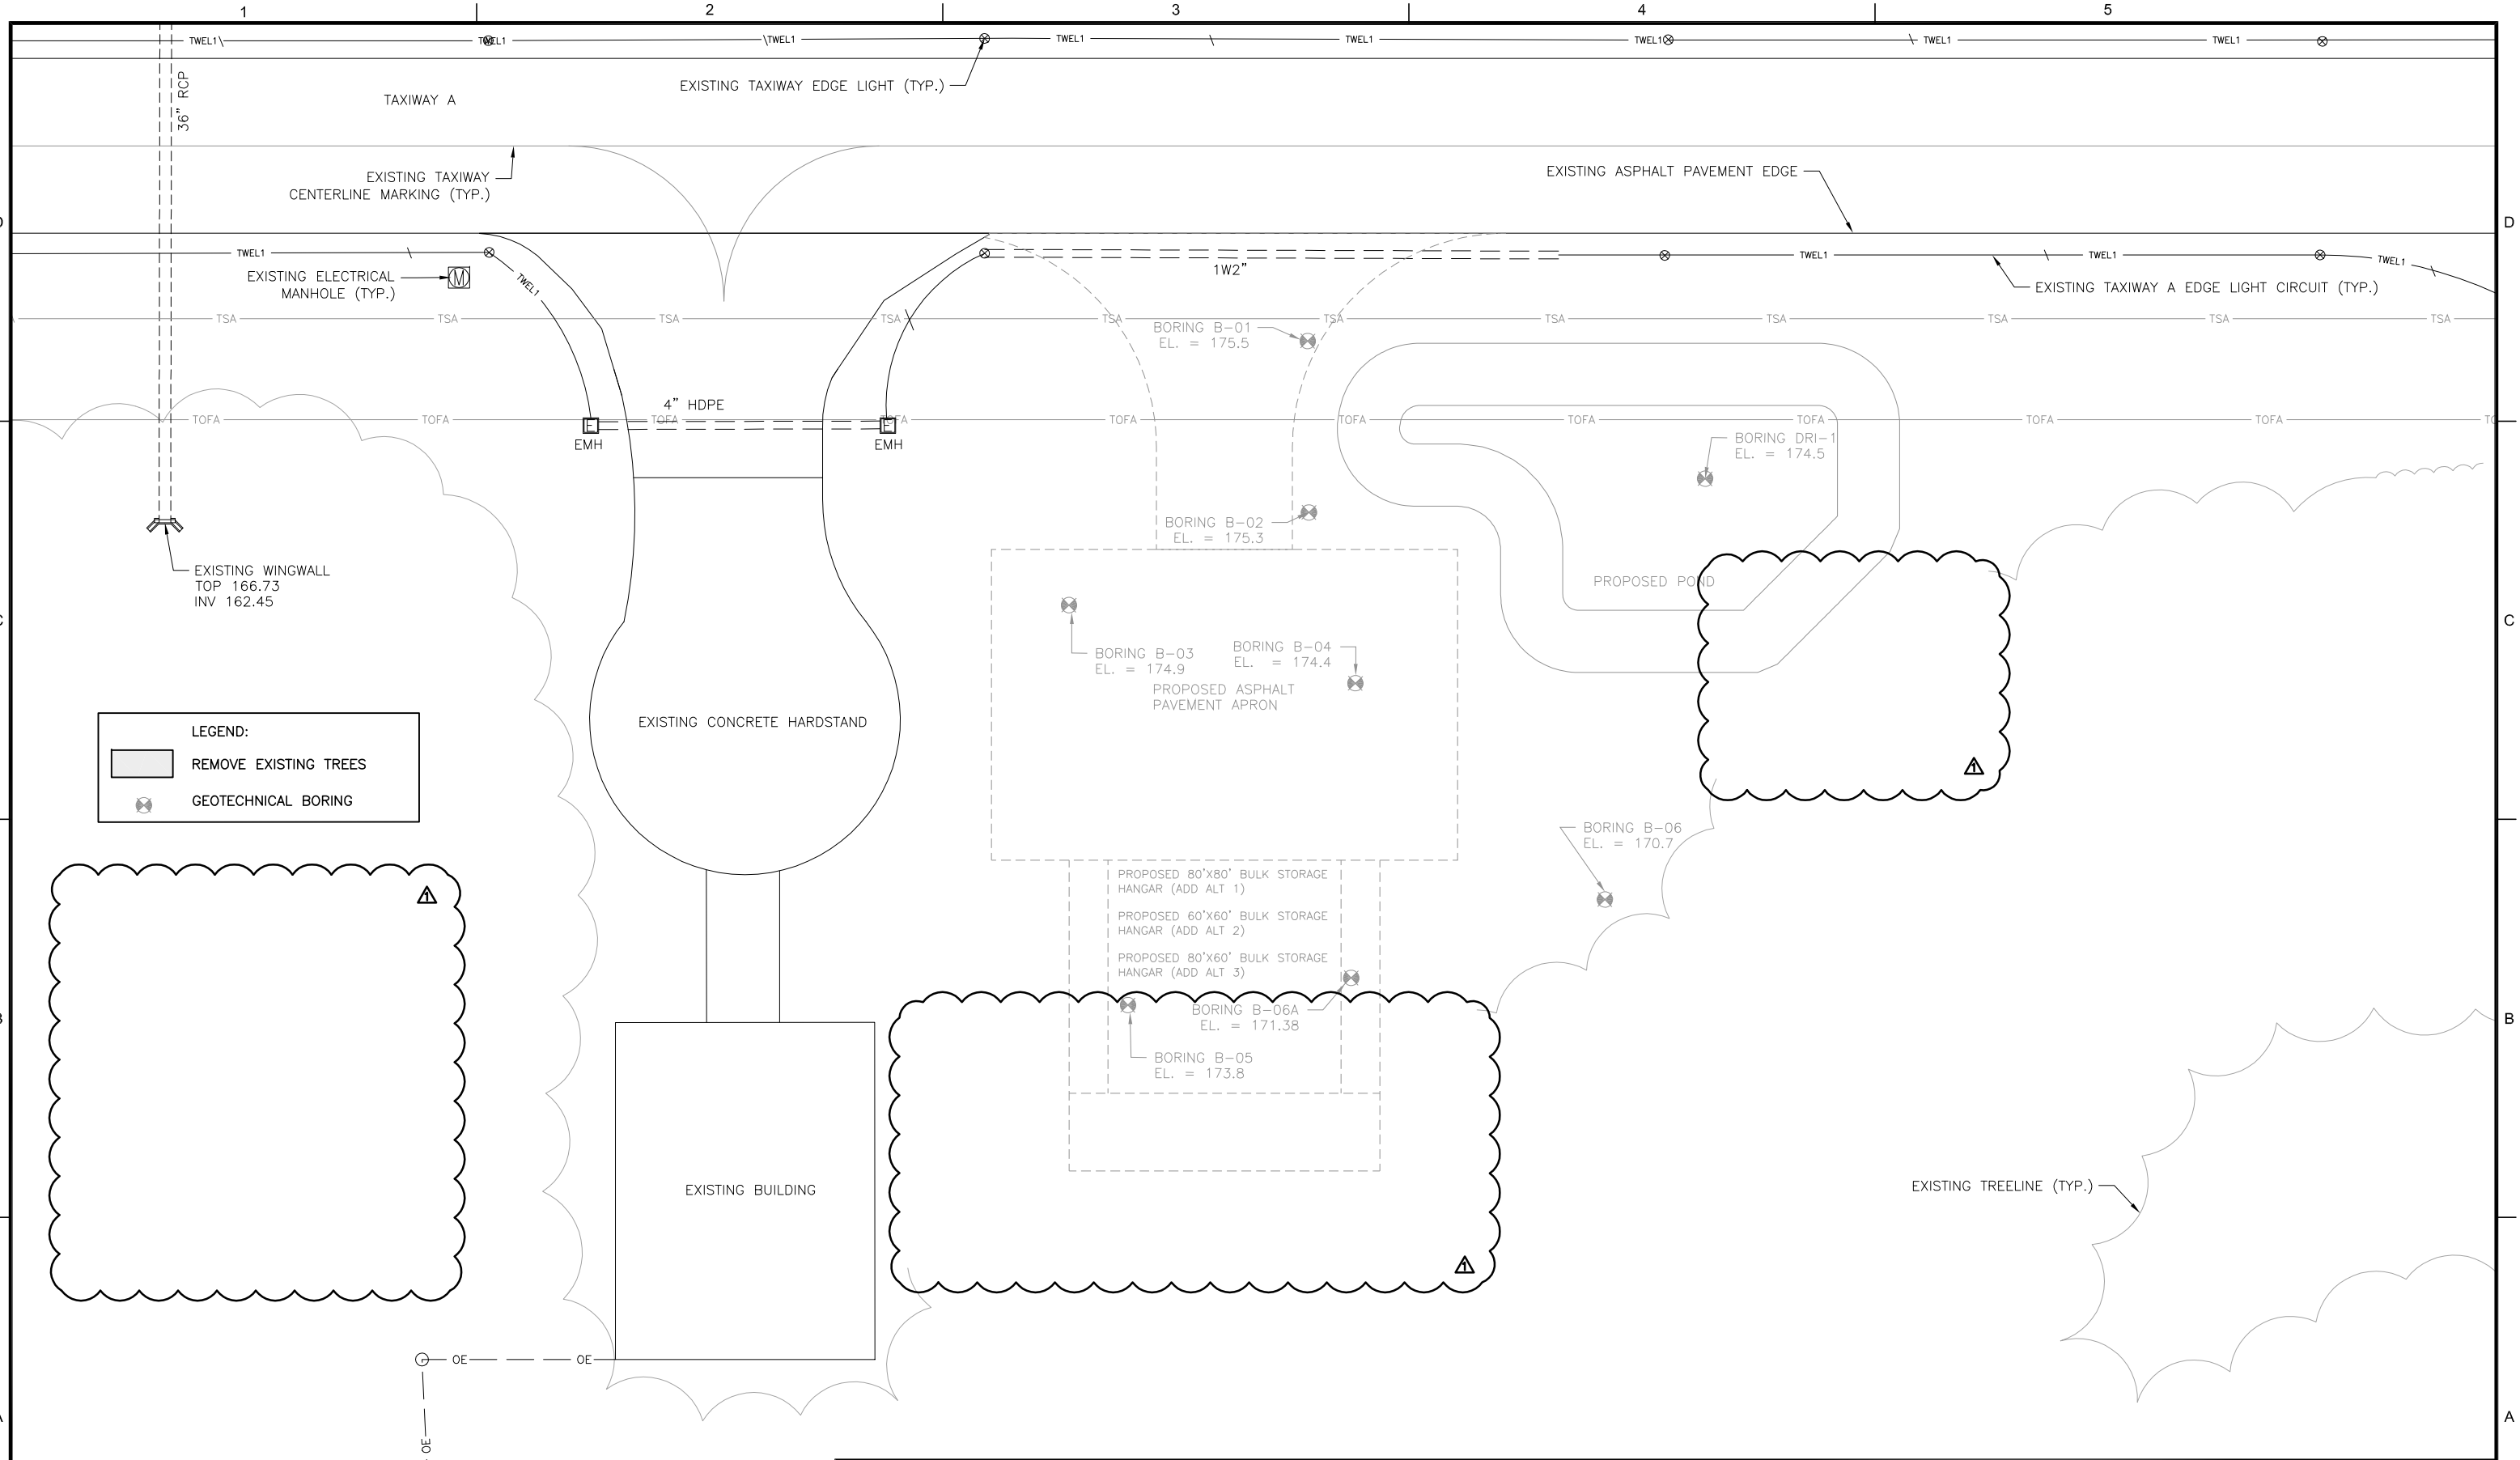 1 2 3 4 5
TWEL1 TWEL1 TWEL1 TWEL1 TWEL1 TWEL1 TWEL1 TWEL1
36" RCP
TAXIWAY A
EXISTING TAXIWAY EDGE LIGHT (TYP.)
EXISTING TAXIWAY
CENTERLINE MARKING (TYP.)
EXISTING ASPHALT PAVEMENT EDGE
D D
TWEL1 TWEL1 TWEL1 TWEL1 TWEL1
EXISTING ELECTRICAL
MANHOLE (TYP.)
M
1W2"
EXISTING TAXIWAY A EDGE LIGHT CIRCUIT (TYP.)
TSA TSA TSA TSA TSA TSA TSA TSA TSA TSA TSA
BORING B-01
EL. = 175.5
4" HDPE
TOFA TOFA TOFA TOFA TOFA TOFA TOFA TOFA TOFA TOFA
E E
EMH EMH
BORING DRI-1
EL. = 174.5
BORING B-02
EL. = 175.3
EXISTING WINGWALL
TOP 166.73
INV 162.45
PROPOSED POND
C C
BORING B-03
EL. = 174.9
BORING B-04
EL. = 174.4
PROPOSED ASPHALT
PAVEMENT APRON
EXISTING CONCRETE HARDSTAND
LEGEND:
REMOVE EXISTING TREES
GEOTECHNICAL BORING
1
BORING B-06
EL. = 170.7
PROPOSED 80'X80' BULK STORAGE
HANGAR (ADD ALT 1)
PROPOSED 60'X60' BULK STORAGE
HANGAR (ADD ALT 2)
PROPOSED 80'X60' BULK STORAGE
HANGAR (ADD ALT 3)
1
BORING B-06A
EL. = 171.38
B B
BORING B-05
EL. = 173.8
EXISTING BUILDING
EXISTING TREELINE (TYP.)
1
OE OE
A A
OE